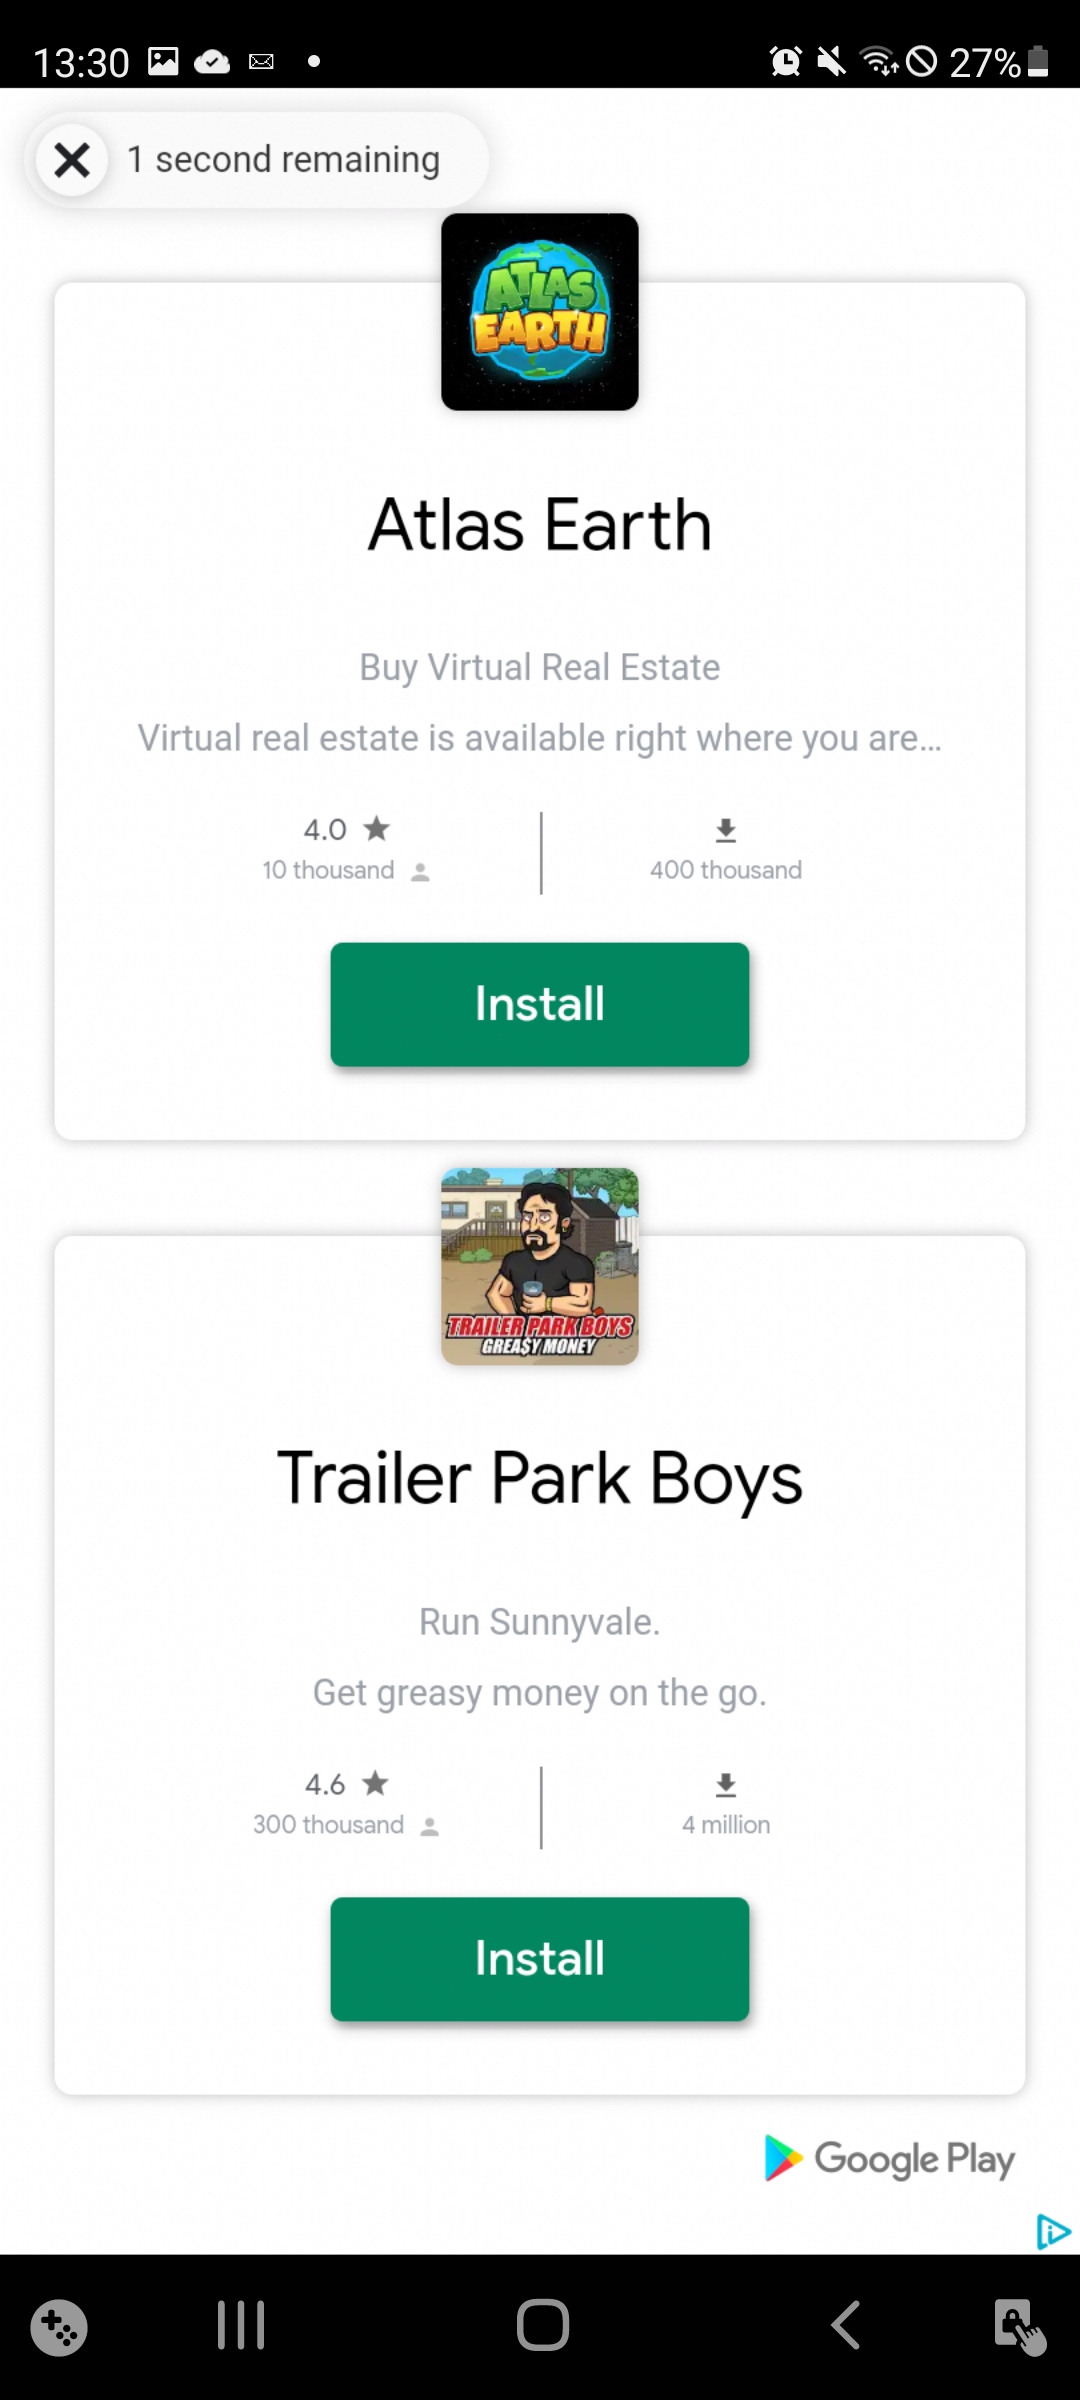 13:30
27%
1 second remaining
ATLAS
EARTH
Atlas Earth
Buy Virtual Real Estate
Virtual real estate is available right where you are...
4.0
10 thousand
400 thousand
Install
TRAILER PARK BOYS
GREA$Y MONEY
Trailer Park Boys
Run Sunnyvale.
Get greasy money on the go.
4.6
300 thousand
4 million
Install
Google Play